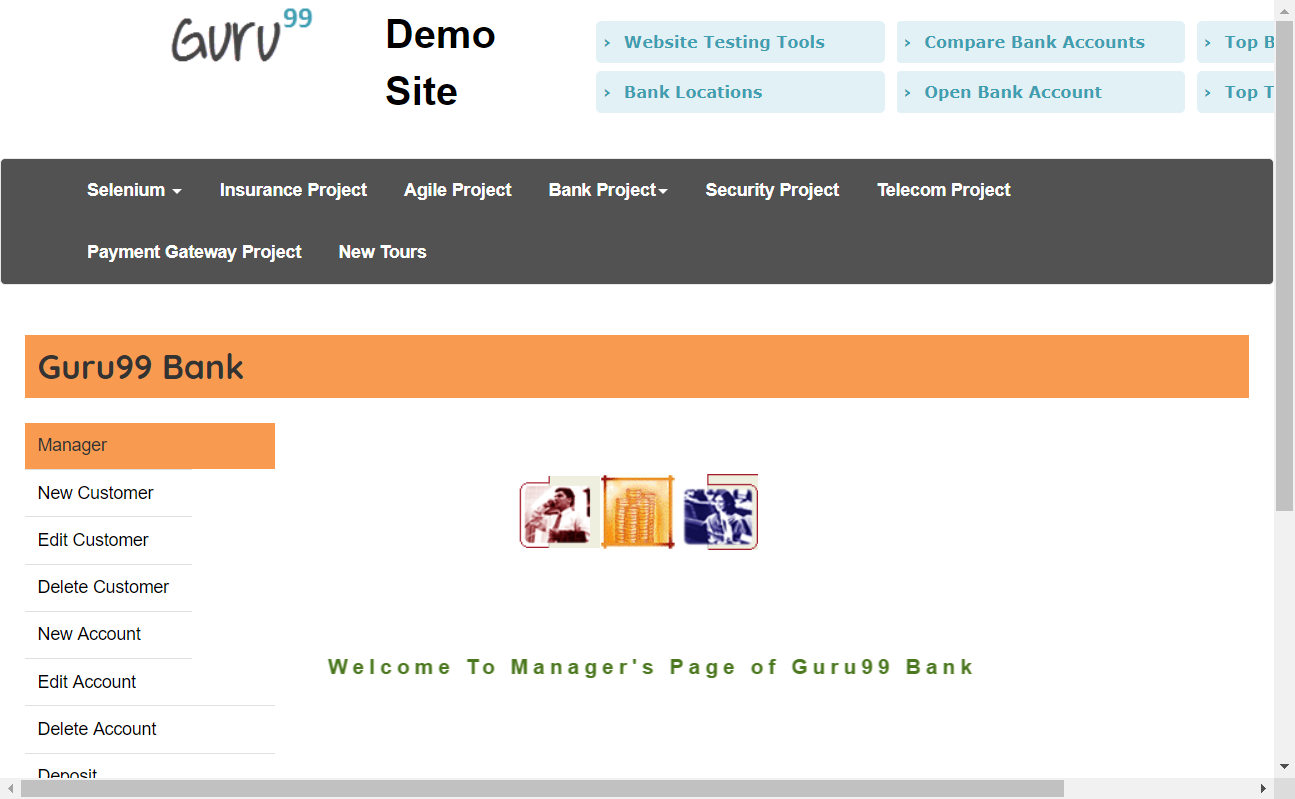 Guru99
Demo
Site
› Website Testing Tools
› Compare Bank Accounts
› Top B
› Bank Locations
› Open Bank Account
› Top T
Selenium
Insurance Project
Agile Project
Bank Project
Security Project
Telecom Project
Payment Gateway Project
New Tours
Guru99 Bank
Manager
New Customer
Edit Customer
Delete Customer
New Account
Edit Account
Delete Account
Deposit
Welcome To Manager's Page of Guru99 Bank